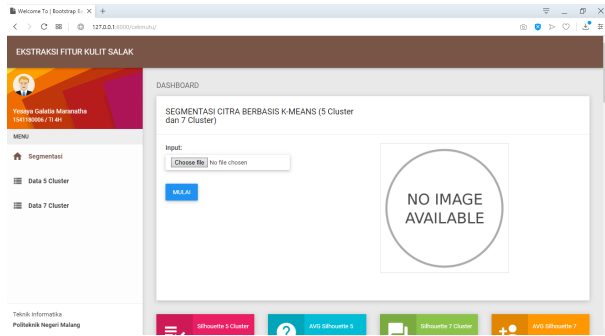 Welcome To | Bootstrap Ba
127.0.0.1:8000/cekmutu/
EKSTRAKSI FITUR KULIT SALAK
Yesaya Galatia Maranatha
1541180006 / TI 4H
MENU
Segmentasi
Data 5 Cluster
Data 7 Cluster
Teknik Informatika
Politeknik Negeri Malang
DASHBOARD
SEGMENTASI CITRA BERBASIS K-MEANS (5 Cluster
dan 7 Cluster)
Input:
Choose file No file chosen
MULAI
NO IMAGE
AVAILABLE
Silhouette 5 Cluster
AVG Silhouette 5
Silhouette 7 Cluster
AVG Silhouette 7